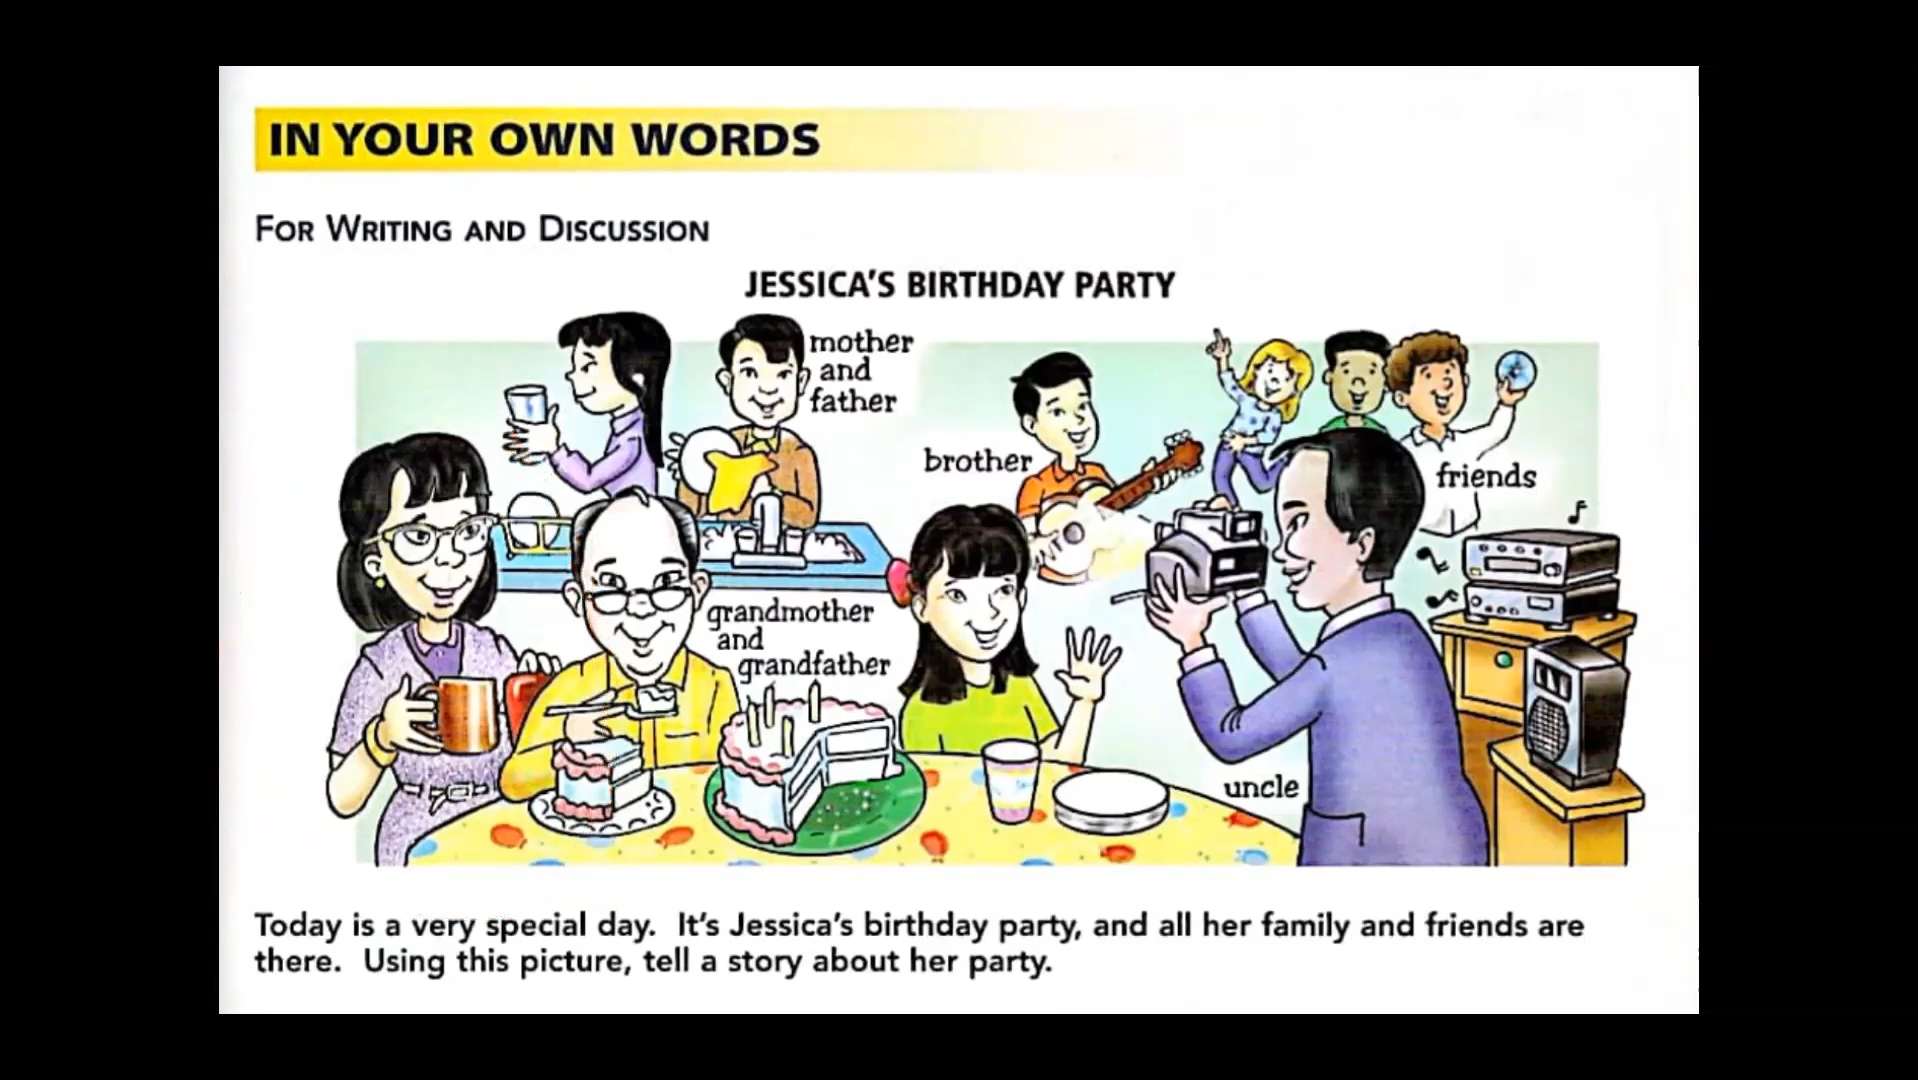 IN YOUR OWN WORDS
FOR WRITING AND DISCUSSION
JESSICA'S BIRTHDAY PARTY
mother
and
father
brother
friends
grandmother
and
grandfather
uncle
Today is a very special day. It's Jessica's birthday party, and all her family and friends are
there. Using this picture, tell a story about her party.